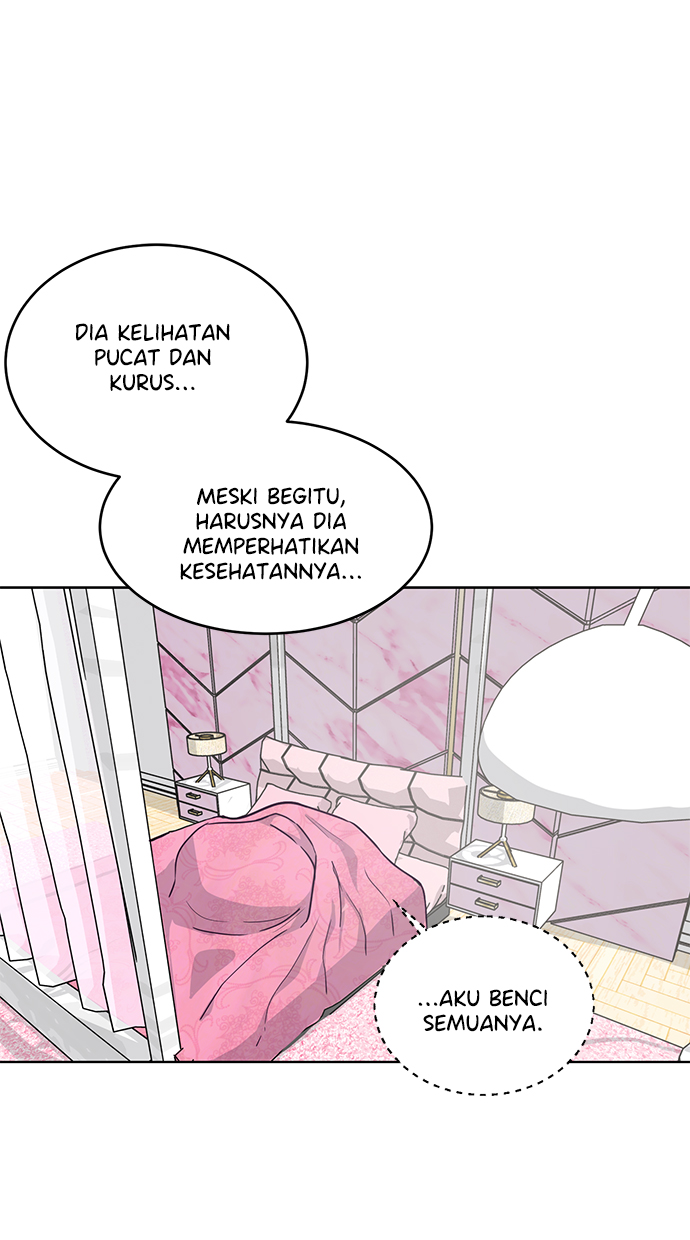 DIA KELIHATAN
PUCAT DAN
KURUS...
MESKI BEGITU,
HARUSNYA DIA
MEMPERHATIKAN
KESEHATANNYA...
...AKU BENCI
SEMUANYA.